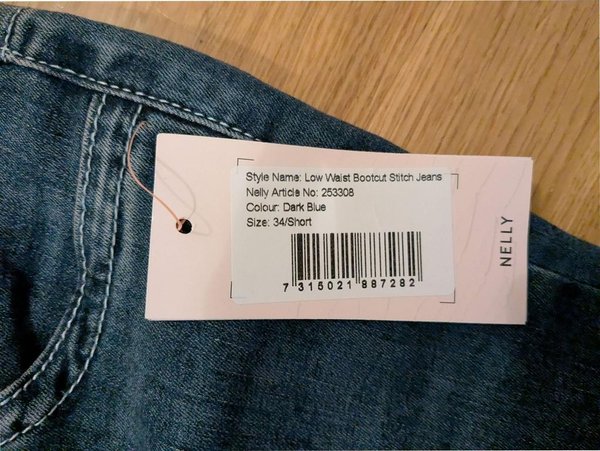 Style Name: Low Waist Bootcut Stitch Jeans
Nelly Article No: 253308
Colour: Dark Blue
Size: 34/Short
7 315021 987282
NELLY